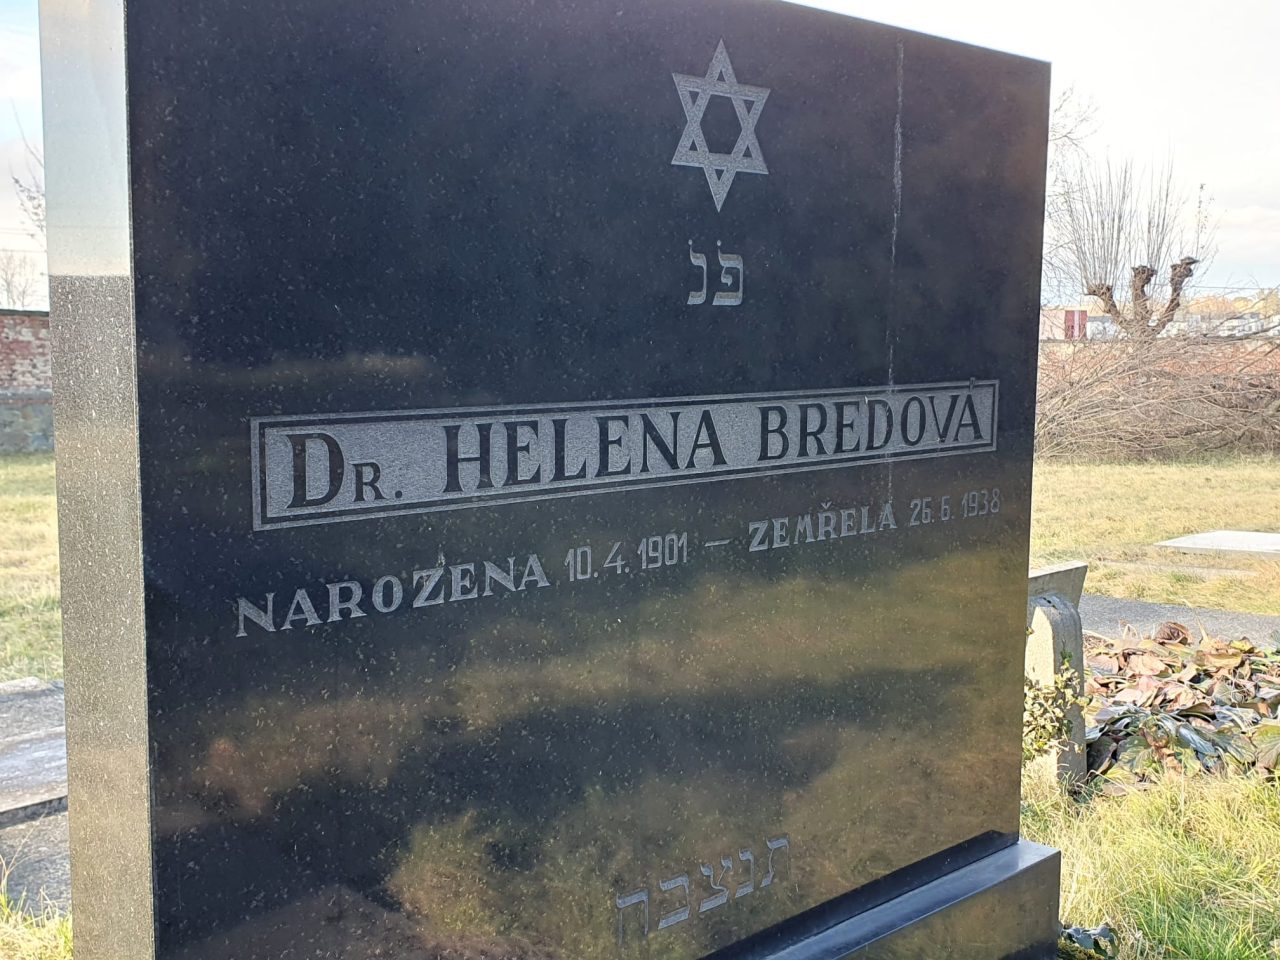 פׄנׄ
DR. HELENA BREDOVÁ
NAROZENA 10. 4. 1901 – ZEMŘELA 26. 6. 1938
תנצבה